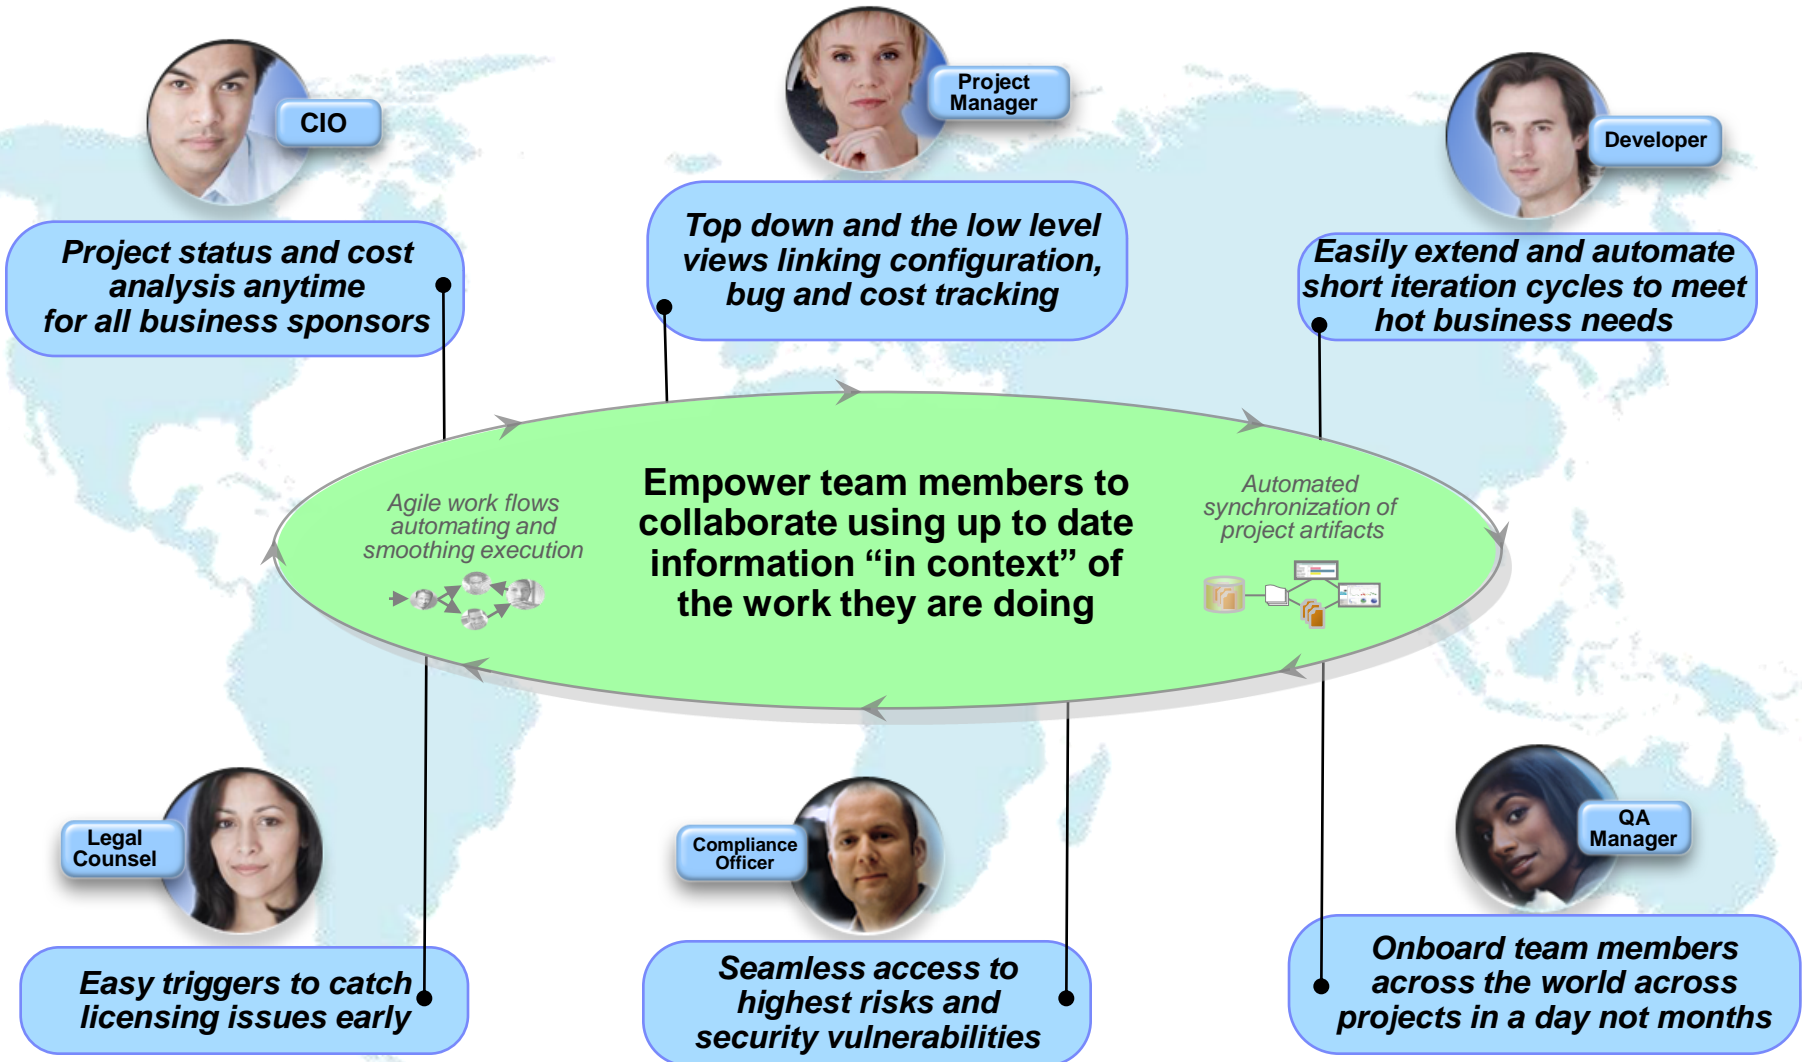 CIO
Project status and cost
analysis anytime
for all business sponsors
Project
Manager
Top down and the low level
views linking configuration,
bug and cost tracking
Developer
Easily extend and automate
short iteration cycles to meet
hot business needs
Agile work flows
automating and
smoothing execution
Empower team members to
collaborate using up to date
information “in context” of
the work they are doing
Automated
synchronization of
project artifacts
Legal
Counsel
Easy triggers to catch
licensing issues early
Compliance
Officer
Seamless access to
highest risks and
security vulnerabilities
QA
Manager
Onboard team members
across the world across
projects in a day not months